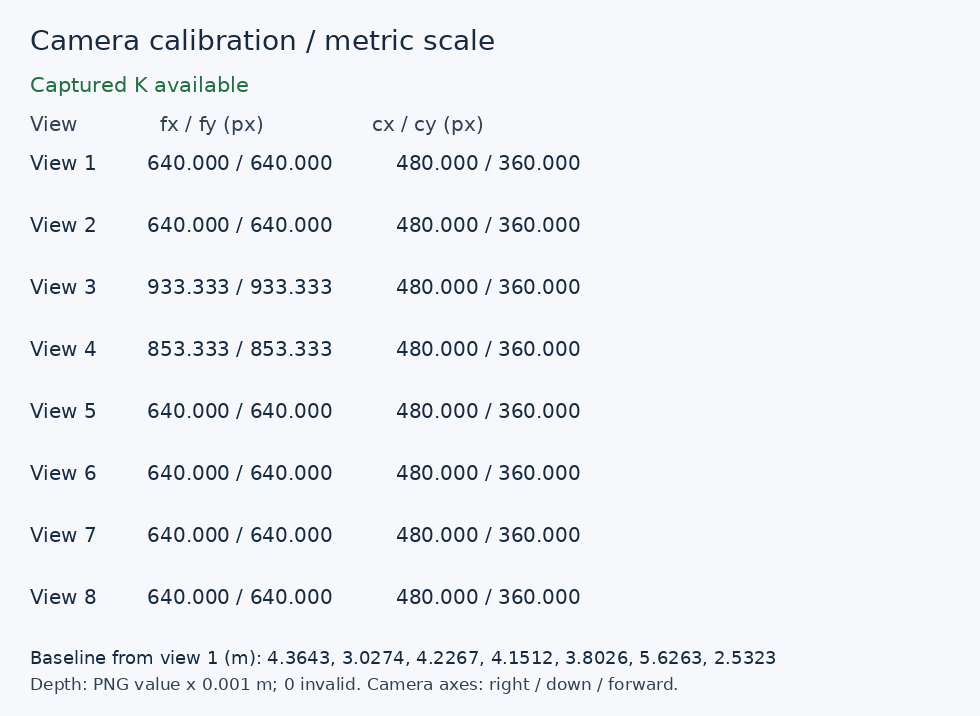 Camera calibration / metric scale
Captured K available
View fx / fy (px) cx / cy (px)
View 1 640.000 / 640.000 480.000 / 360.000
View 2 640.000 / 640.000 480.000 / 360.000
View 3 933.333 / 933.333 480.000 / 360.000
View 4 853.333 / 853.333 480.000 / 360.000
View 5 640.000 / 640.000 480.000 / 360.000
View 6 640.000 / 640.000 480.000 / 360.000
View 7 640.000 / 640.000 480.000 / 360.000
View 8 640.000 / 640.000 480.000 / 360.000
Baseline from view 1 (m): 4.3643, 3.0274, 4.2267, 4.1512, 3.8026, 5.6263, 2.5323
Depth: PNG value x 0.001 m; 0 invalid. Camera axes: right / down / forward.